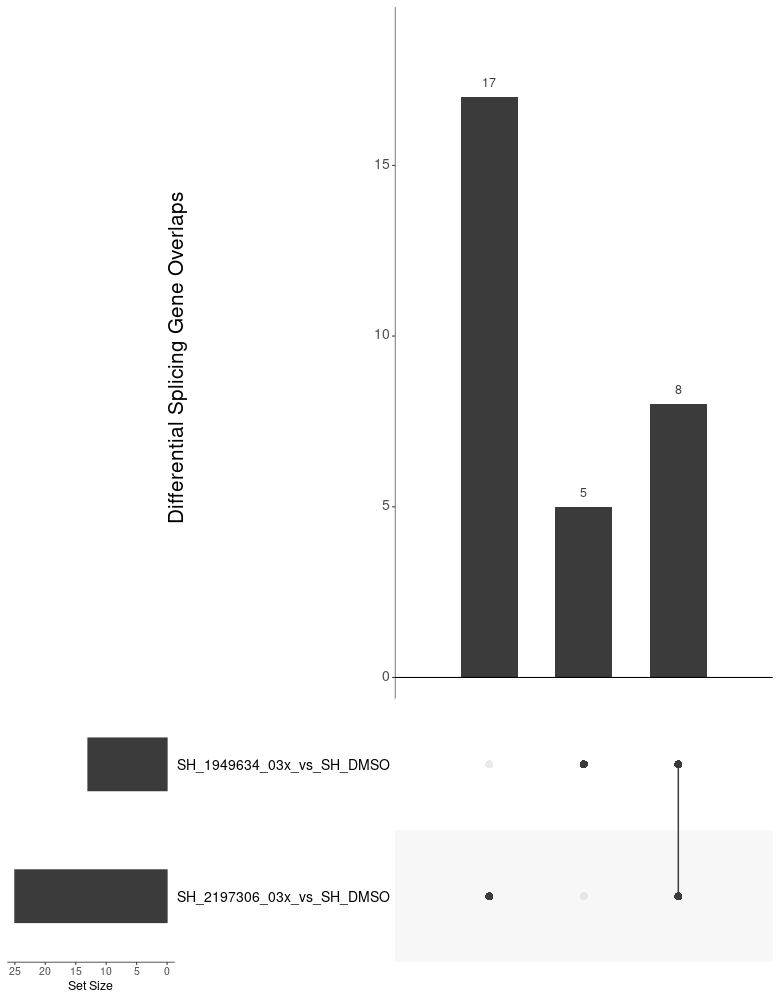 17
15
Differential Splicing Gene Overlaps
10
8
5
5
0
SH_1949634_03x_vs_SH_DMSO
SH_2197306_03x_vs_SH_DMSO
25 20 15 10 5 0
Set Size